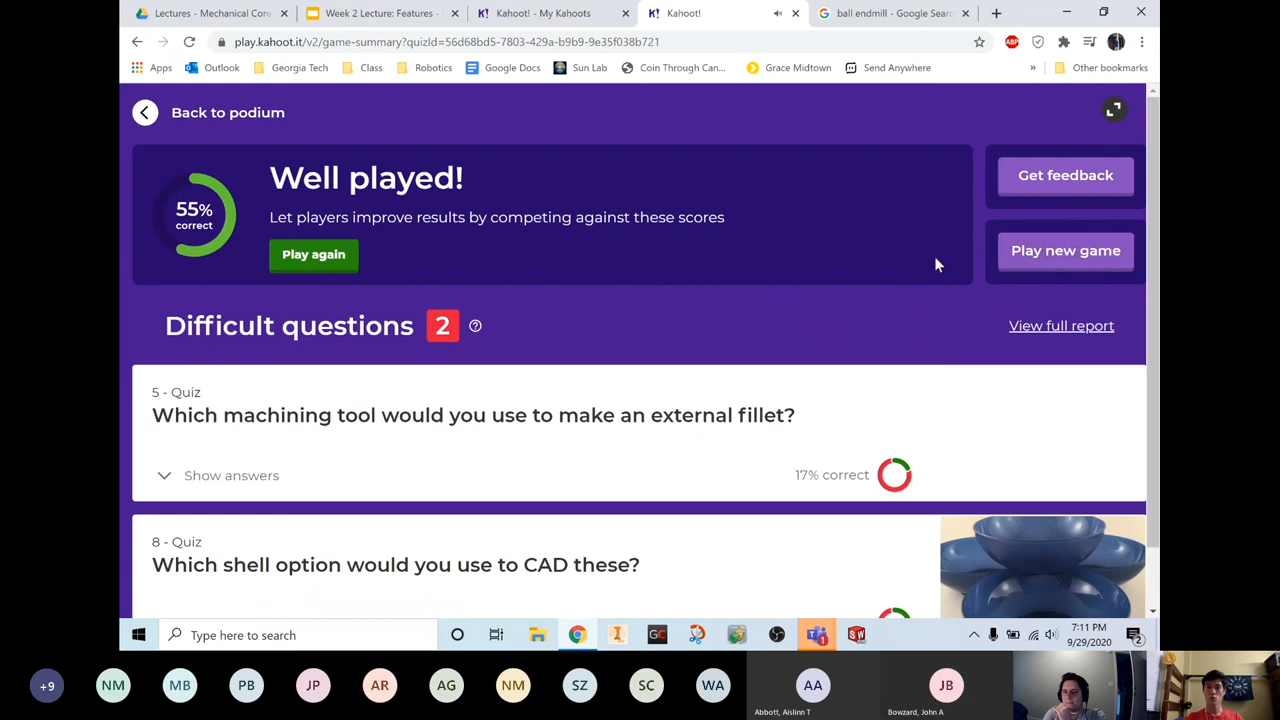 Lectures - Mechanical Core
Week 2 Lecture: Features -
K! Kahoot! - My Kahoots
K! Kahoot!
ball endmill - Google Searc
play.kahoot.it/v2/game-summary?quizId=56d68bd5-7803-429a-b9b9-9e35f038b721
ABP
Apps
Outlook
Georgia Tech
Class
Robotics
Google Docs
Sun Lab
Coin Through Can...
Grace Midtown
Send Anywhere
»
Other bookmarks
Back to podium
55%
correct
Well played!
Let players improve results by competing against these scores
Play again
Get feedback
Play new game
Difficult questions 2 ?
View full report
5 - Quiz
Which machining tool would you use to make an external fillet?
Show answers
17% correct
8 - Quiz
Which shell option would you use to CAD these?
Type here to search
I
GC
1
SW
7:11 PM
9/29/2020
2
+9
NM
MB
PB
JP
AR
AG
NM
SZ
SC
WA
AA
Abbott, Aislinn T
JB
Bowzard, John A